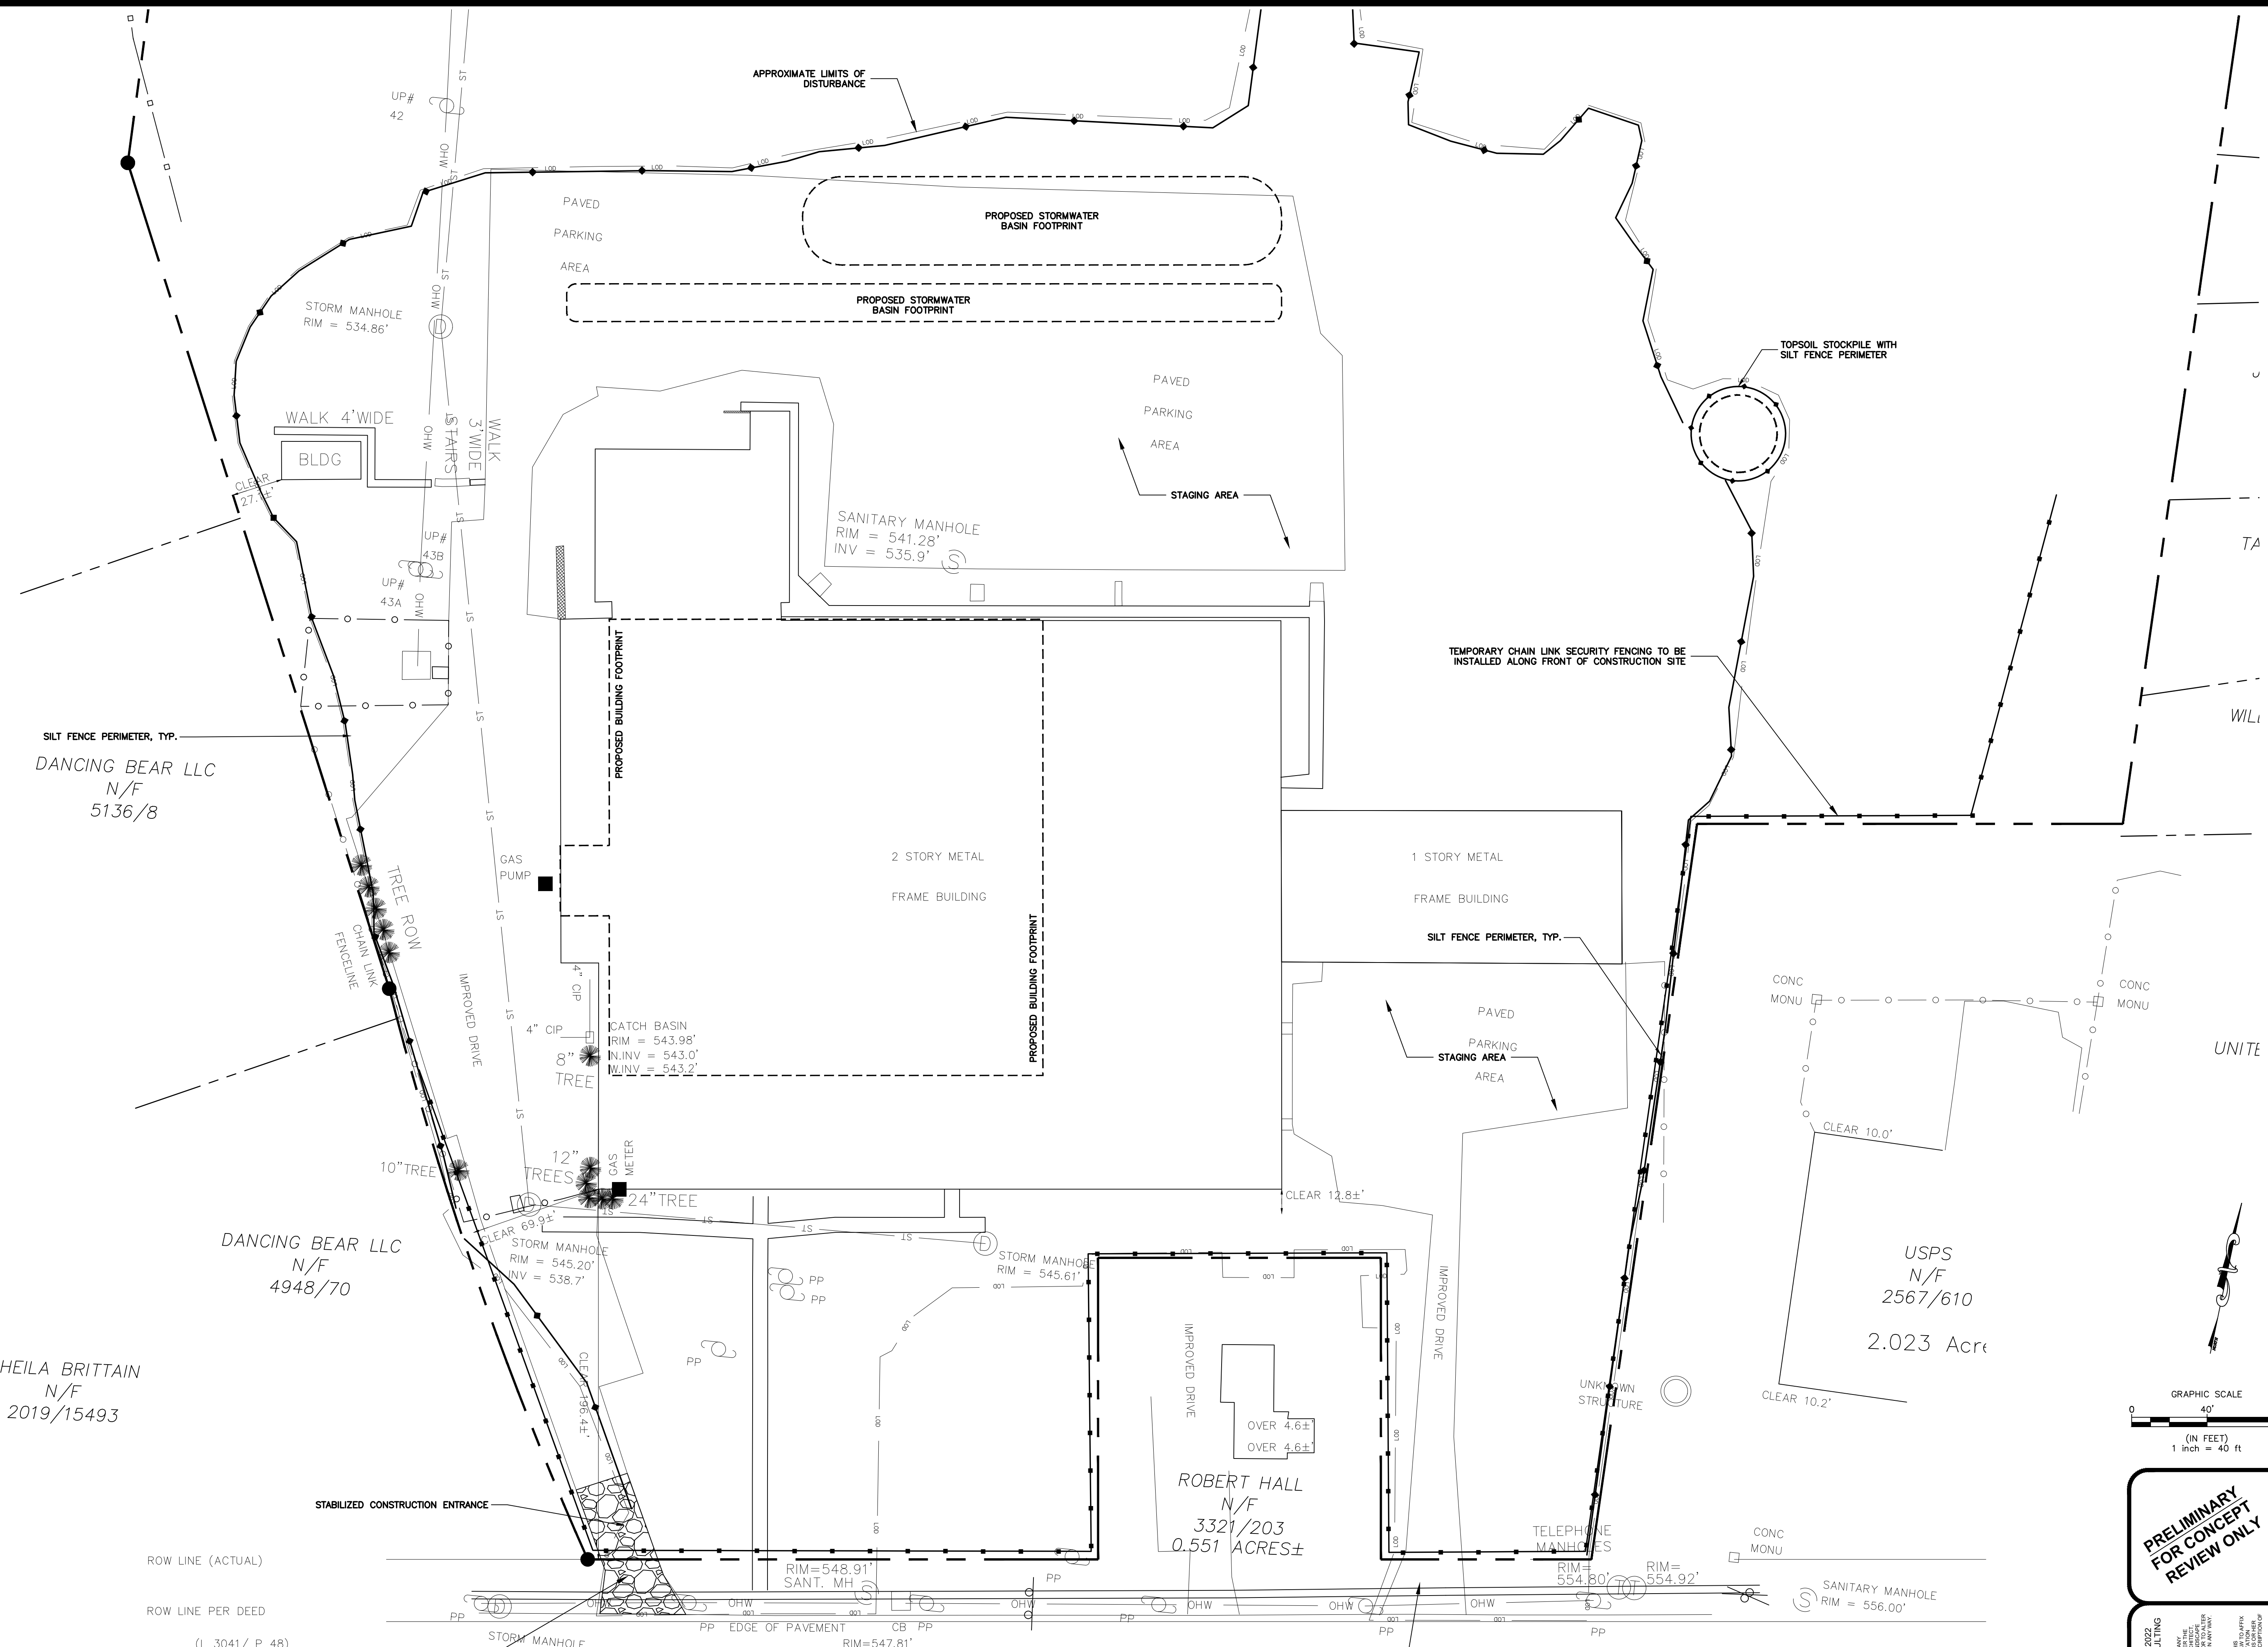 APPROXIMATE LIMITS OF
DISTURBANCE
UP#
42
PAVED
PARKING
AREA
PROPOSED STORMWATER
BASIN FOOTPRINT
PROPOSED STORMWATER
BASIN FOOTPRINT
STORM MANHOLE
RIM = 534.86'
D
TOPSOIL STOCKPILE WITH
SILT FENCE PERIMETER
PAVED
PARKING
AREA
WALK 4'WIDE
STAIRS
WALK
3'WIDE
BLDG
CLEAR
STAGING AREA
SANITARY MANHOLE
RIM = 541.28'
INV = 535.9'
S
UP#
43B
UP#
43A
OHW
ST
LOD
PROPOSED BUILDING FOOTPRINT
TEMPORARY CHAIN LINK SECURITY FENCING TO BE
INSTALLED ALONG FRONT OF CONSTRUCTION SITE
SILT FENCE PERIMETER, TYP.
DANCING BEAR LLC
N/F
5136/8
GAS
PUMP
2 STORY METAL
FRAME BUILDING
1 STORY METAL
FRAME BUILDING
TREE ROW
CHAIN LINK
FENCELINE
IMPROVED DRIVE
SILT FENCE PERIMETER, TYP.
PROPOSED BUILDING FOOTPRINT
4" CIP
4" CIP
CATCH BASIN
RIM = 543.98'
N.INV = 543.0'
W.INV = 543.2'
8"
TREE
PAVED
PARKING
AREA
STAGING AREA
CONC
MONU
CONC
MONU
CLEAR 10.0'
10"TREE
12"
TREES
GAS
METER
24"TREE
CLEAR 12.8±'
CLEAR 69.9±'
STORM MANHOLE
RIM = 545.20'
INV = 538.7'
STORM MANHOLE
RIM = 545.61'
DANCING BEAR LLC
N/F
4948/70
PP
PP
PP
IMPROVED DRIVE
IMPROVED DRIVE
USPS
N/F
2567/610
2.023
CLEAR 10.2'
UNKNOWN
STRUCTURE
CLEAR 196.4±'
OVER 4.6±'
OVER 4.6±'
ROBERT HALL
N/F
3321/203
0.551 ACRES±
BRITTAIN
N/F
2019/15493
GRAPHIC SCALE
0 40'
(IN FEET)
1 inch = 40 ft
STABILIZED CONSTRUCTION ENTRANCE
PRELIMINARY
FOR CONCEPT
REVIEW ONLY
ROW LINE (ACTUAL)
ROW LINE PER DEED
(L 3041/ P 48)
RIM=548.91'
SANT. MH
TELEPHONE
MANHOLES
RIM=
554.80'
RIM=
554.92'
CONC
MONU
SANITARY MANHOLE
RIM = 556.00'
PP
EDGE OF PAVEMENT
CB
PP
RIM=547.81'
STORM MANHOLE
2022